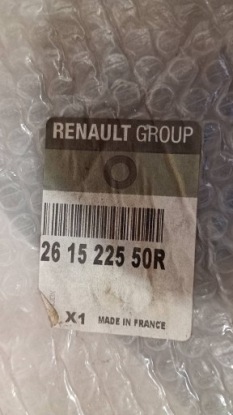 RENAULT GROUP
26 15 225 50R
X1 MADE IN FRANCE